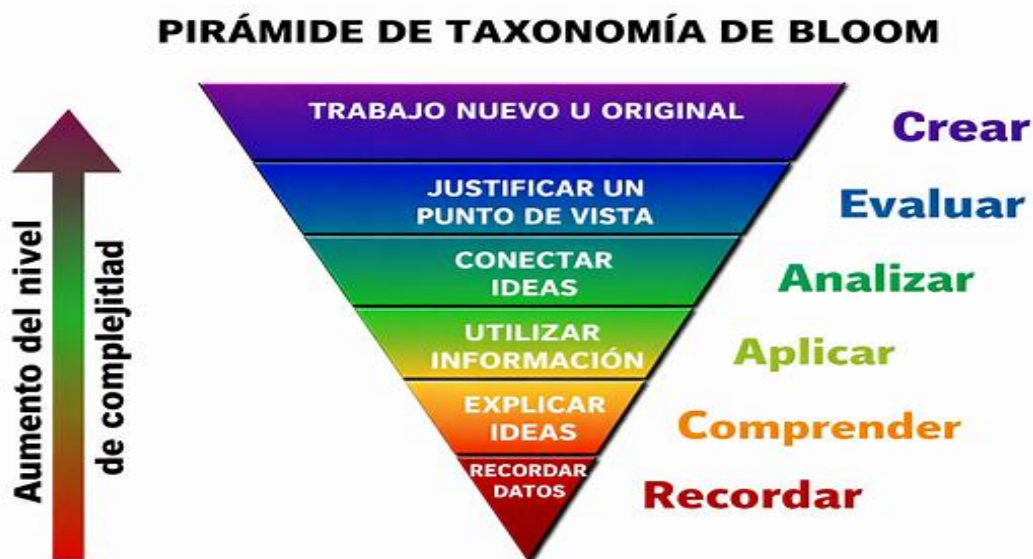 PIRÁMIDE DE TAXONOMÍA DE BLOOM
TRABAJO NUEVO U ORIGINAL
Crear
JUSTIFICAR UN
PUNTO DE VISTA
Evaluar
CONECTAR
IDEAS
Analizar
UTILIZAR
INFORMACIÓN
Aplicar
EXPLICAR
IDEAS
Comprender
RECORDAR
DATOS
Recordar
Aumento del nivel
de complejitlad